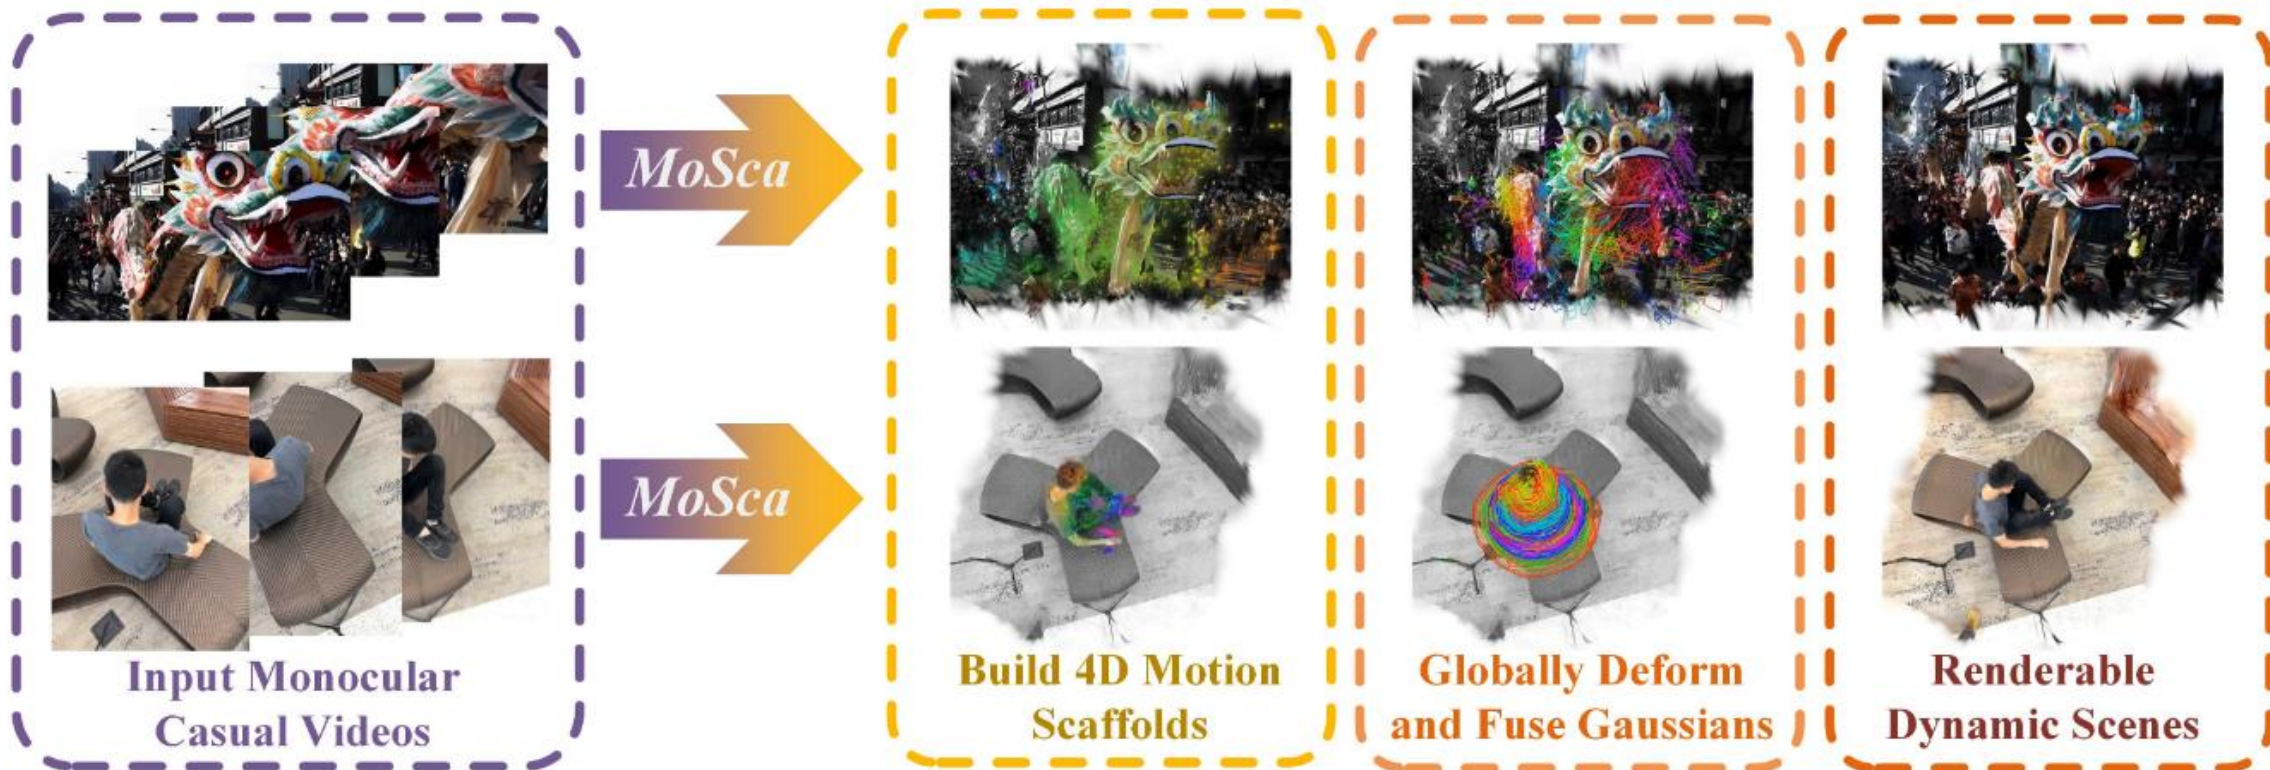 MoSca
MoSca
Input Monocular
Casual Videos
Build 4D Motion
Scaffolds
Globally Deform
and Fuse Gaussians
Renderable
Dynamic Scenes